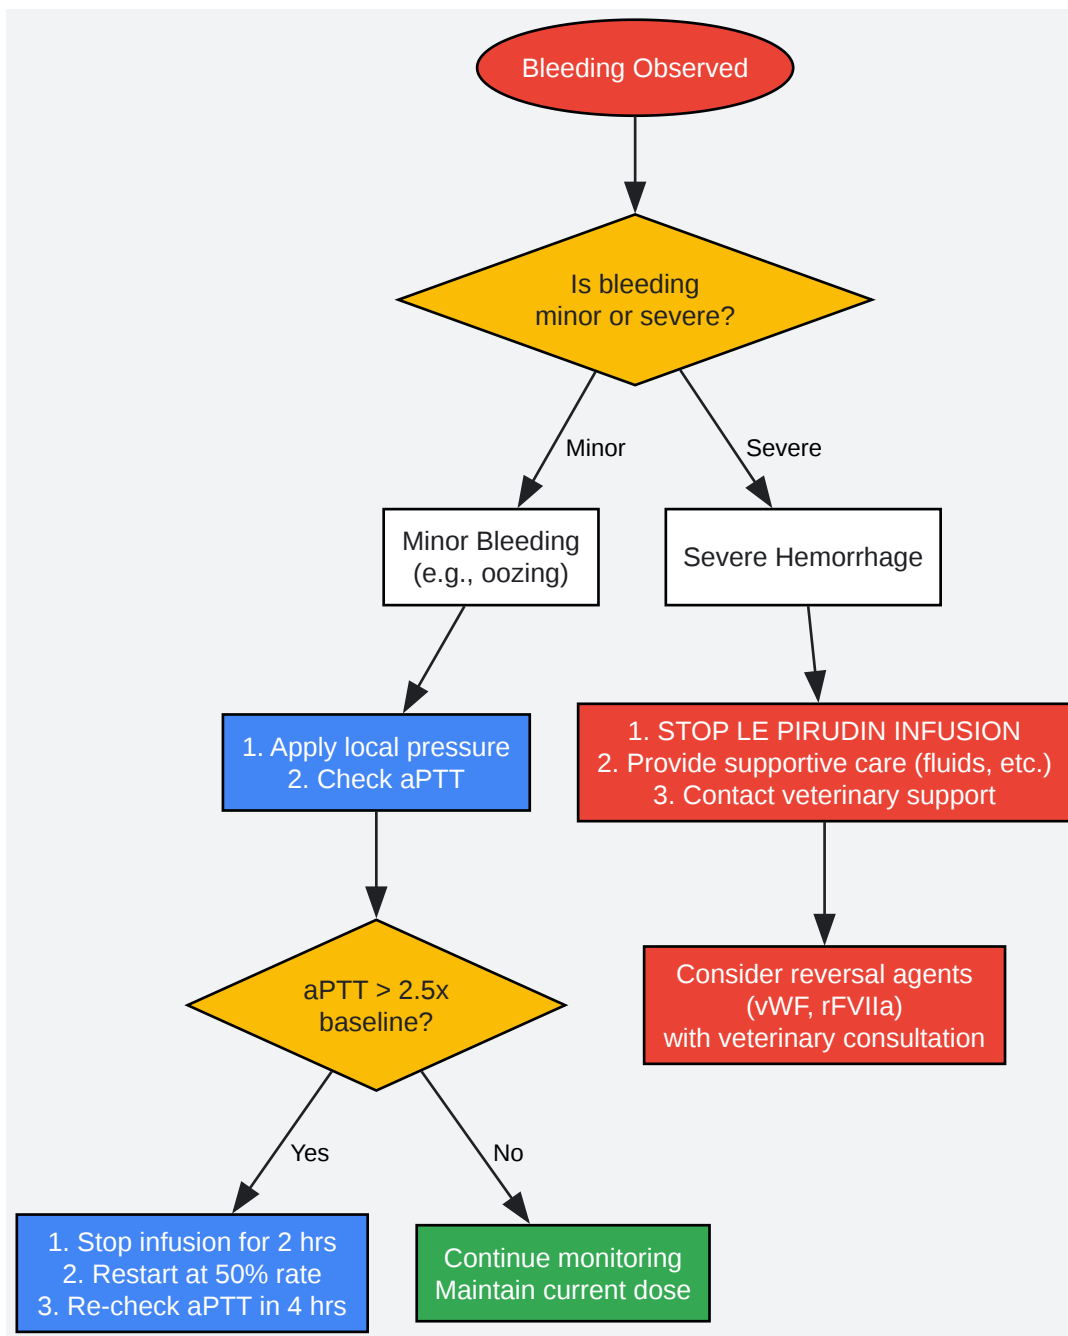 Bleeding Observed
Is bleeding
minor or severe?
Minor
Severe
Minor Bleeding
(e.g., oozing)
Severe Hemorrhage
1. Apply local pressure
2. Check aPTT
1. STOP LE PIRUDIN INFUSION
2. Provide supportive care (fluids, etc.)
3. Contact veterinary support
aPTT > 2.5x
baseline?
Consider reversal agents
(vWF, rFVIIa)
with veterinary consultation
Yes
No
1. Stop infusion for 2 hrs
2. Restart at 50% rate
3. Re-check aPTT in 4 hrs
Continue monitoring
Maintain current dose